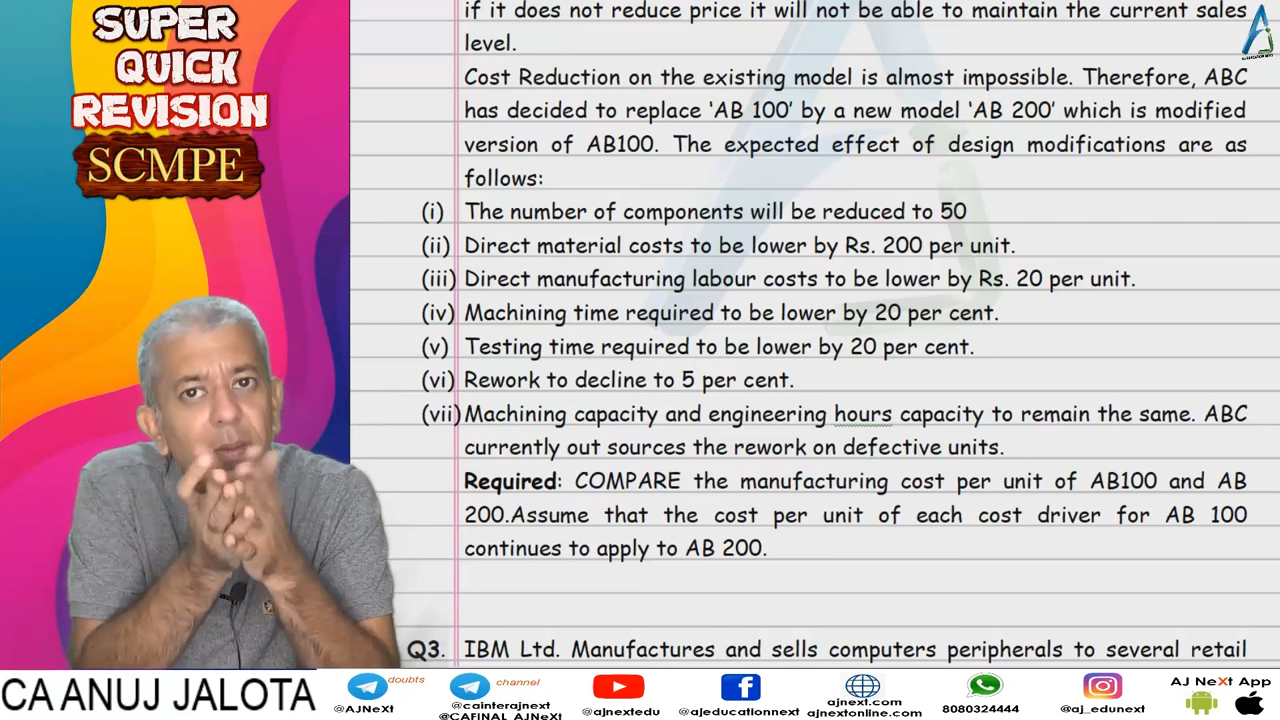 SUPER
QUICK
REVISION
SCMPE
if it does not reduce price it will not be able to maintain the current sales
level.
Cost Reduction on the existing model is almost impossible. Therefore, ABC
has decided to replace ‘AB 100’ by a new model ‘AB 200’ which is modified
version of AB100. The expected effect of design modifications are as
follows:
(i) The number of components will be reduced to 50
(ii) Direct material costs to be lower by Rs. 200 per unit.
(iii) Direct manufacturing labour costs to be lower by Rs. 20 per unit.
(iv) Machining time required to be lower by 20 per cent.
(v) Testing time required to be lower by 20 per cent.
(vi) Rework to decline to 5 per cent.
(vii) Machining capacity and engineering hours capacity to remain the same. ABC
currently out sources the rework on defective units.
Required: COMPARE the manufacturing cost per unit of AB100 and AB
200.Assume that the cost per unit of each cost driver for AB 100
continues to apply to AB 200.
Q3. IBM Ltd. Manufactures and sells computers peripherals to several retail
CA ANUJ JALOTA
doubts
@AJNeXt
channel
@cainterajnext
@CAFINAL_AJNeXt
@ajnextedu
@ajeducationnext
ajnext.com
ajnextonline.com
8080324444
@aj_edunext
AJ NeXt App